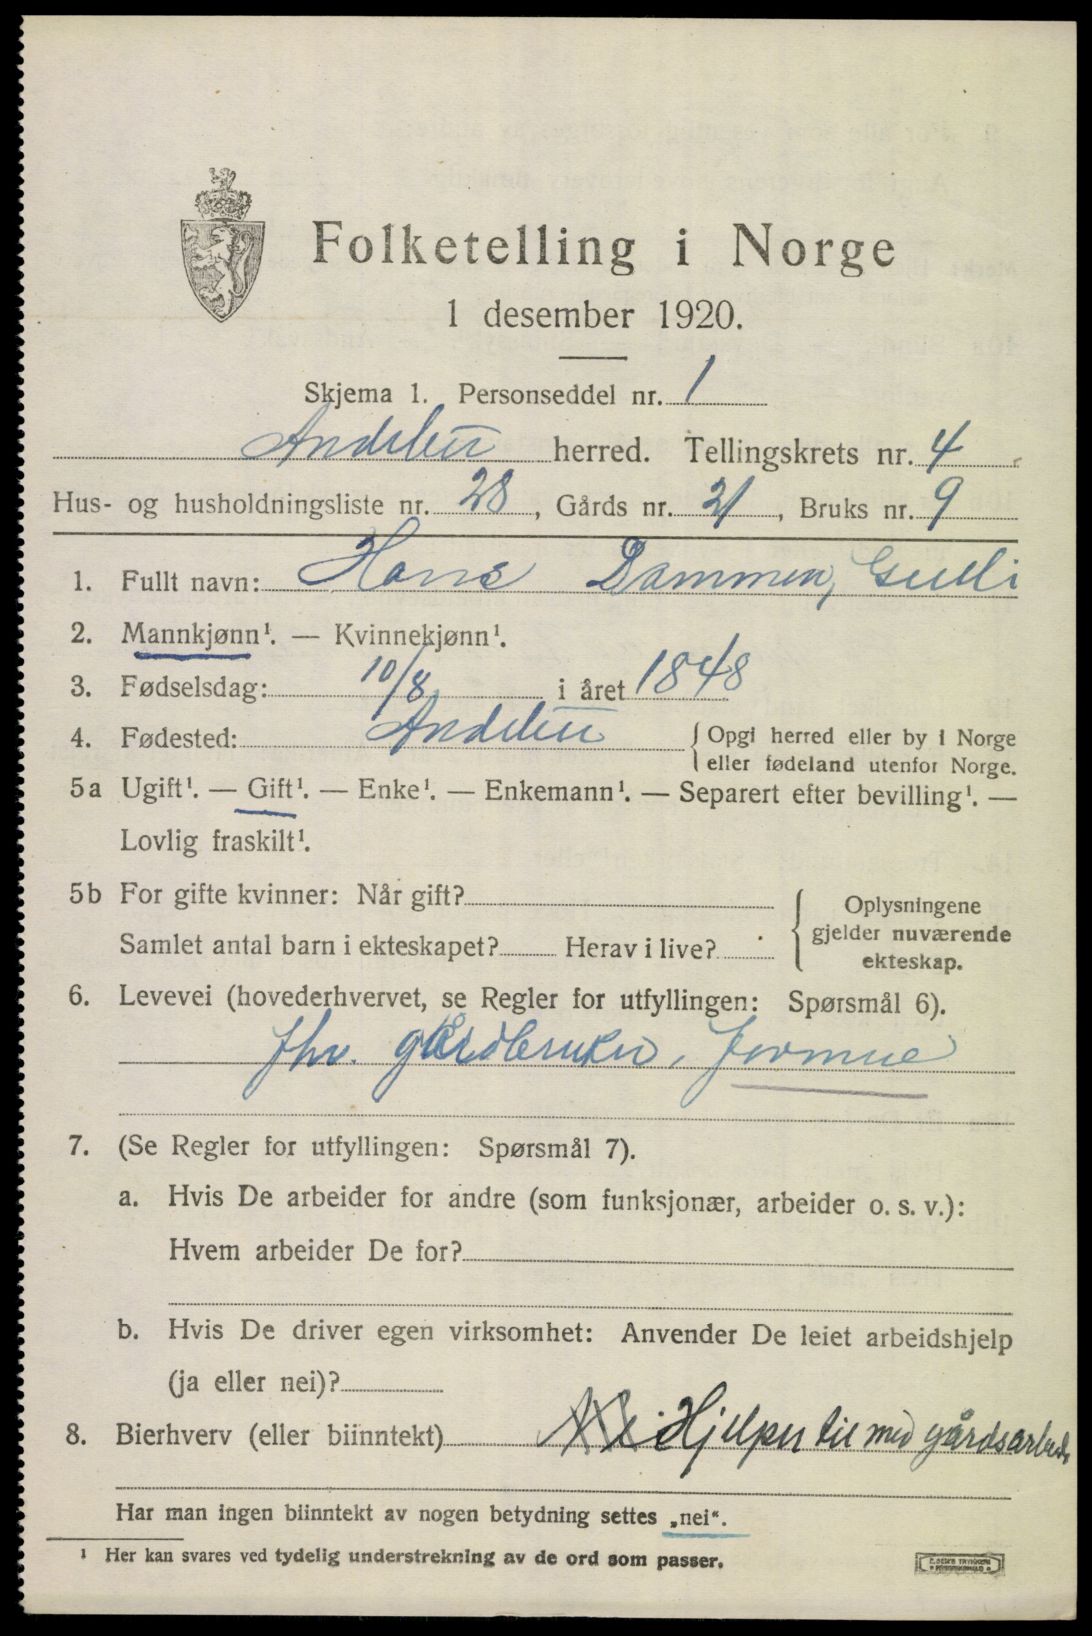 Folketelling i Norge
1 desember 1920.
Skjema 1. Personseddel nr. 1
Andebu herred. Tellingskrets nr. 4
Hus- og husholdningsliste nr. 28, Gårds nr. 21, Bruks nr. 9
1. Fullt navn: Hans Dammen, Gulli
2. Mannkjønn¹. — Kvinnekjønn¹.
3. Fødselsdag: 10/8 i året 1848
4. Fødested: Andebu { Opgi herred eller by i Norge
eller fødeland utenfor Norge.
5a Ugift¹. — Gift¹. — Enke¹. — Enkemann¹. — Separert efter bevilling¹. —
Lovlig fraskilt¹.
5b For gifte kvinner: Når gift? { Oplysningene
gjelder nuværende
Samlet antal barn i ekteskapet? Herav i live?
ekteskap.
6. Levevei (hovederhvervet, se Regler for utfyllingen: Spørsmål 6).
fhv. gårdbruker,
7. (Se Regler for utfyllingen: Spørsmål 7).
a. Hvis De arbeider for andre (som funksjonær, arbeider o. s. v.):
Hvem arbeider De for?
b. Hvis De driver egen virksomhet: Anvender De leiet arbeidshjelp
(ja eller nei)?
8. Bierhverv (eller biinntekt) Nei Hjelper til med gårdsarbeide
Har man ingen biinntekt av nogen betydning settes „nei“.
¹ Her kan svares ved tydelig understrekning av de ord som passer.